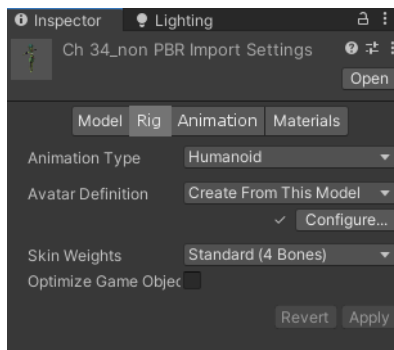 Inspector Lighting
Ch 34_non PBR Import Settings
Open
Model Rig Animation Materials
Animation Type Humanoid
Avatar Definition Create From This Model
Configure...
Skin Weights Standard (4 Bones)
Optimize Game Objec
Revert Apply